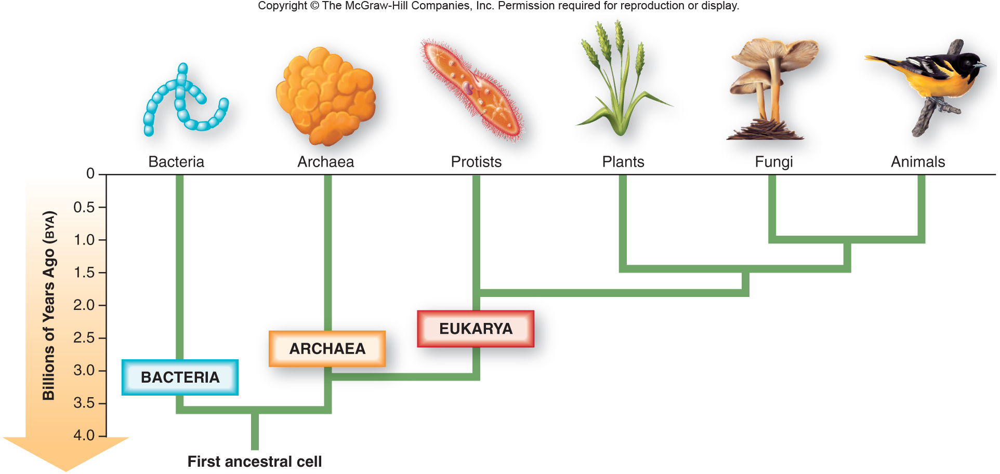 Copyright © The McGraw-Hill Companies, Inc. Permission required for reproduction or display.
Bacteria
Archaea
Protists
Plants
Fungi
Animals
0
0.5
1.0
1.5
2.0
2.5
3.0
3.5
4.0
Billions of Years Ago (BYA)
EUKARYA
ARCHAEA
BACTERIA
First ancestral cell